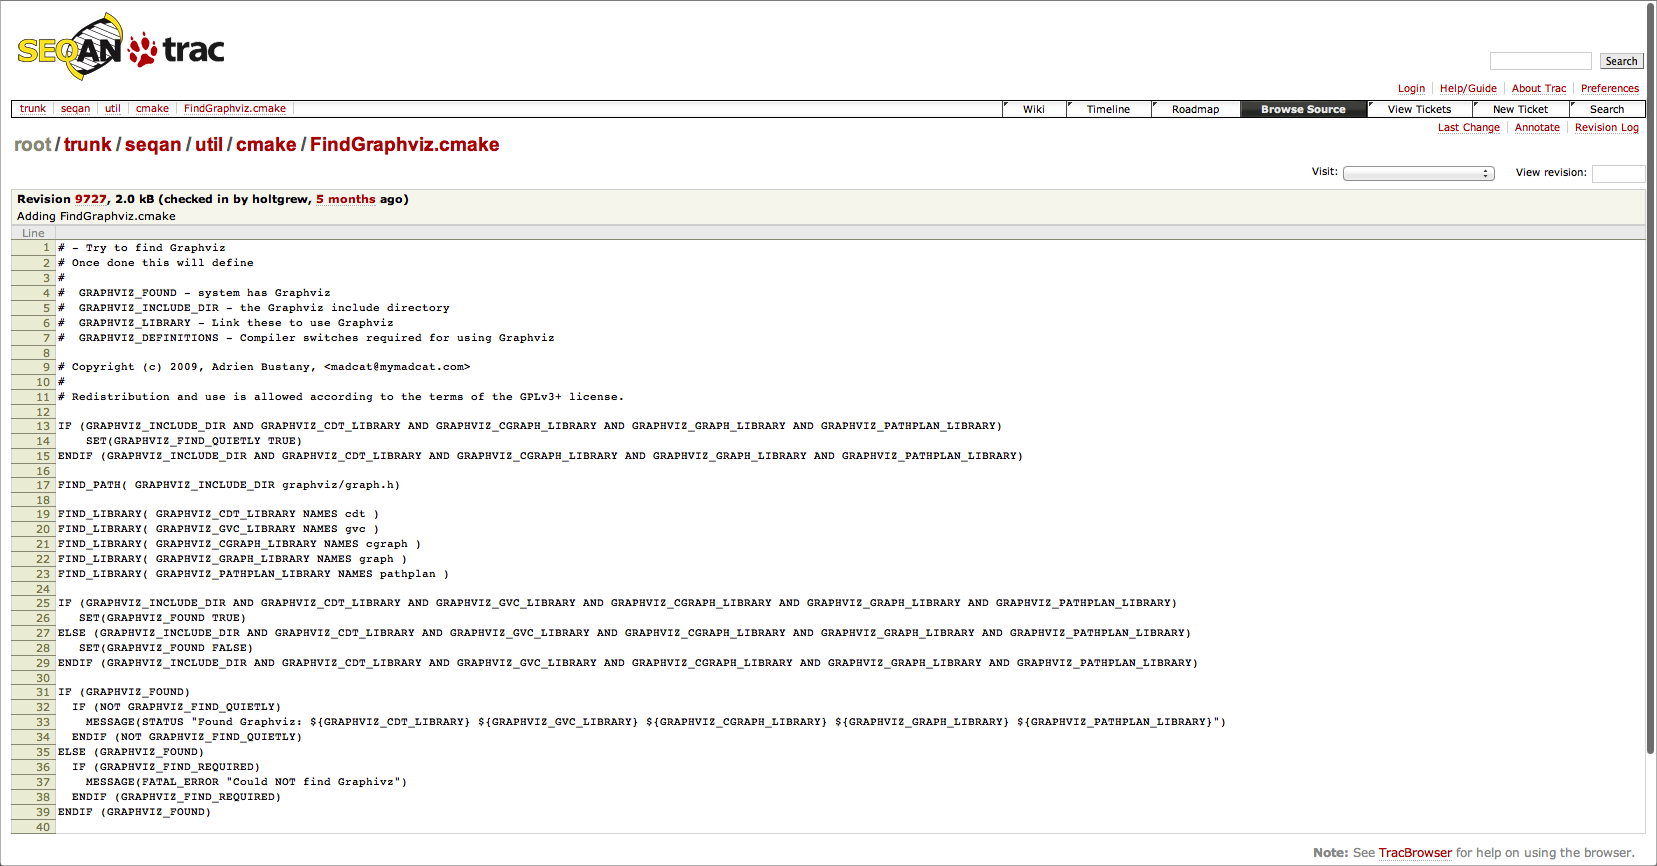 SEQAN trac
Search
Login Help/Guide About Trac Preferences
trunk seqan util cmake FindGraphviz.cmake Wiki Timeline Roadmap Browse Source View Tickets New Ticket Search
Last Change Annotate Revision Log
root / trunk / seqan / util / cmake / FindGraphviz.cmake
Visit: View revision:
Revision 9727, 2.0 kB (checked in by holtgrew, 5 months ago)
Adding FindGraphviz.cmake
Line
1 # - Try to find Graphviz
2 # Once done this will define
3 #
4 #  GRAPHVIZ_FOUND - system has Graphviz
5 #  GRAPHVIZ_INCLUDE_DIR - the Graphviz include directory
6 #  GRAPHVIZ_LIBRARY - Link these to use Graphviz
7 #  GRAPHVIZ_DEFINITIONS - Compiler switches required for using Graphviz
8
9 # Copyright (c) 2009, Adrien Bustany, <madcat@mymadcat.com>
10 #
11 # Redistribution and use is allowed according to the terms of the GPLv3+ license.
12
13 IF (GRAPHVIZ_INCLUDE_DIR AND GRAPHVIZ_CDT_LIBRARY AND GRAPHVIZ_CGRAPH_LIBRARY AND GRAPHVIZ_GRAPH_LIBRARY AND GRAPHVIZ_PATHPLAN_LIBRARY)
14     SET(GRAPHVIZ_FIND_QUIETLY TRUE)
15 ENDIF (GRAPHVIZ_INCLUDE_DIR AND GRAPHVIZ_CDT_LIBRARY AND GRAPHVIZ_CGRAPH_LIBRARY AND GRAPHVIZ_GRAPH_LIBRARY AND GRAPHVIZ_PATHPLAN_LIBRARY)
16
17 FIND_PATH( GRAPHVIZ_INCLUDE_DIR graphviz/graph.h)
18
19 FIND_LIBRARY( GRAPHVIZ_CDT_LIBRARY NAMES cdt )
20 FIND_LIBRARY( GRAPHVIZ_GVC_LIBRARY NAMES gvc )
21 FIND_LIBRARY( GRAPHVIZ_CGRAPH_LIBRARY NAMES cgraph )
22 FIND_LIBRARY( GRAPHVIZ_GRAPH_LIBRARY NAMES graph )
23 FIND_LIBRARY( GRAPHVIZ_PATHPLAN_LIBRARY NAMES pathplan )
24
25 IF (GRAPHVIZ_INCLUDE_DIR AND GRAPHVIZ_CDT_LIBRARY AND GRAPHVIZ_GVC_LIBRARY AND GRAPHVIZ_CGRAPH_LIBRARY AND GRAPHVIZ_GRAPH_LIBRARY AND GRAPHVIZ_PATHPLAN_LIBRARY)
26    SET(GRAPHVIZ_FOUND TRUE)
27 ELSE (GRAPHVIZ_INCLUDE_DIR AND GRAPHVIZ_CDT_LIBRARY AND GRAPHVIZ_GVC_LIBRARY AND GRAPHVIZ_CGRAPH_LIBRARY AND GRAPHVIZ_GRAPH_LIBRARY AND GRAPHVIZ_PATHPLAN_LIBRARY)
28    SET(GRAPHVIZ_FOUND FALSE)
29 ENDIF (GRAPHVIZ_INCLUDE_DIR AND GRAPHVIZ_CDT_LIBRARY AND GRAPHVIZ_GVC_LIBRARY AND GRAPHVIZ_CGRAPH_LIBRARY AND GRAPHVIZ_GRAPH_LIBRARY AND GRAPHVIZ_PATHPLAN_LIBRARY)
30
31 IF (GRAPHVIZ_FOUND)
32   IF (NOT GRAPHVIZ_FIND_QUIETLY)
33     MESSAGE(STATUS "Found Graphviz: ${GRAPHVIZ_CDT_LIBRARY} ${GRAPHVIZ_GVC_LIBRARY} ${GRAPHVIZ_CGRAPH_LIBRARY} ${GRAPHVIZ_GRAPH_LIBRARY} ${GRAPHVIZ_PATHPLAN_LIBRARY}")
34   ENDIF (NOT GRAPHVIZ_FIND_QUIETLY)
35 ELSE (GRAPHVIZ_FOUND)
36   IF (GRAPHVIZ_FIND_REQUIRED)
37     MESSAGE(FATAL_ERROR "Could NOT find Graphivz")
38   ENDIF (GRAPHVIZ_FIND_REQUIRED)
39 ENDIF (GRAPHVIZ_FOUND)
40
Note: See TracBrowser for help on using the browser.